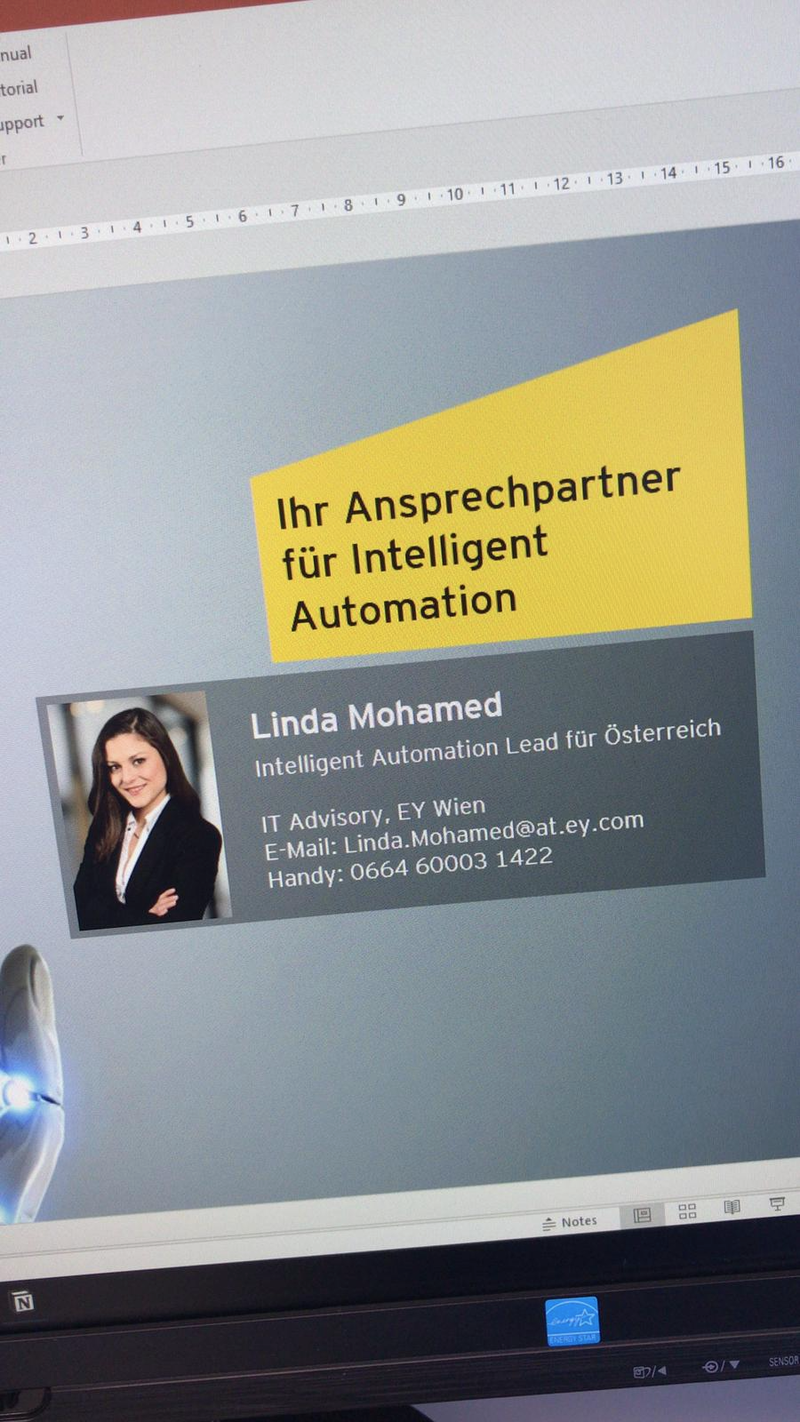 nual
torial
upport
r
2 3 4 5 6 7 8 9 10 11 12 13 14 15 16
Ihr Ansprechpartner
für Intelligent
Automation
Linda Mohamed
Intelligent Automation Lead für Österreich
IT Advisory, EY Wien
E-Mail: Linda.Mohamed@at.ey.com
Handy: 0664 60003 1422
Notes
N
energy
ENERGY STAR
SENSOR